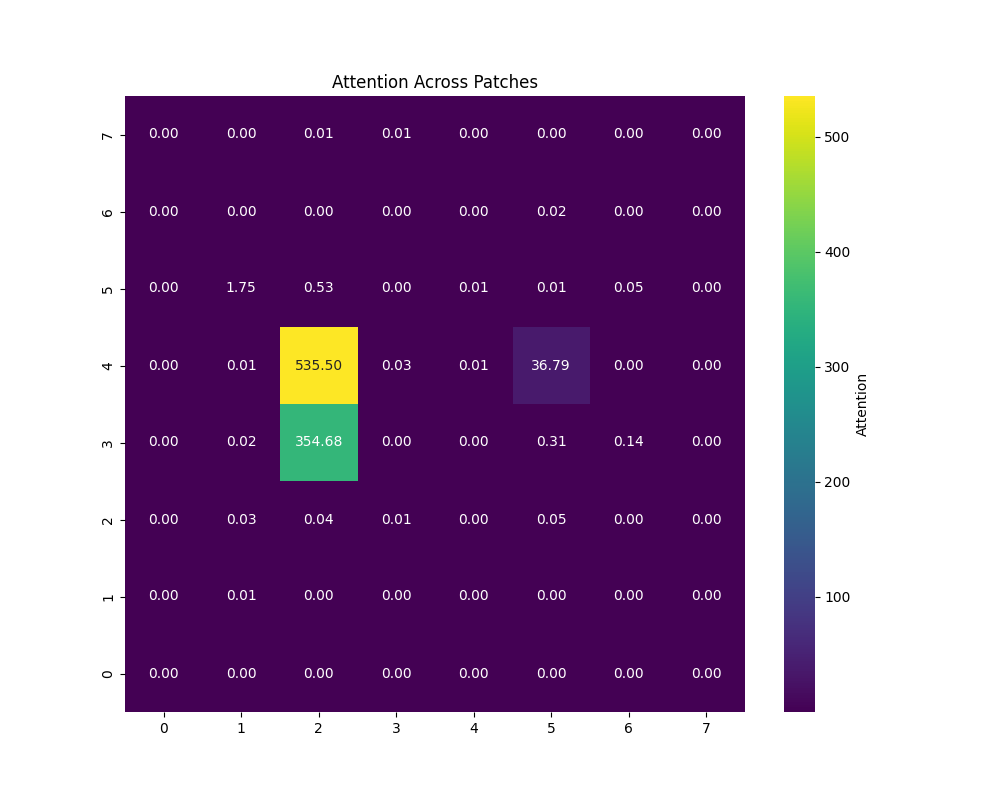 Attention Across Patches
7 0.00 0.00 0.01 0.01 0.00 0.00 0.00 0.00
6 0.00 0.00 0.00 0.00 0.00 0.02 0.00 0.00
5 0.00 1.75 0.53 0.00 0.01 0.01 0.05 0.00
4 0.00 0.01 535.50 0.03 0.01 36.79 0.00 0.00
3 0.00 0.02 354.68 0.00 0.00 0.31 0.14 0.00
2 0.00 0.03 0.04 0.01 0.00 0.05 0.00 0.00
1 0.00 0.01 0.00 0.00 0.00 0.00 0.00 0.00
0 0.00 0.00 0.00 0.00 0.00 0.00 0.00 0.00
0 1 2 3 4 5 6 7
500
400
300
200
100
Attention